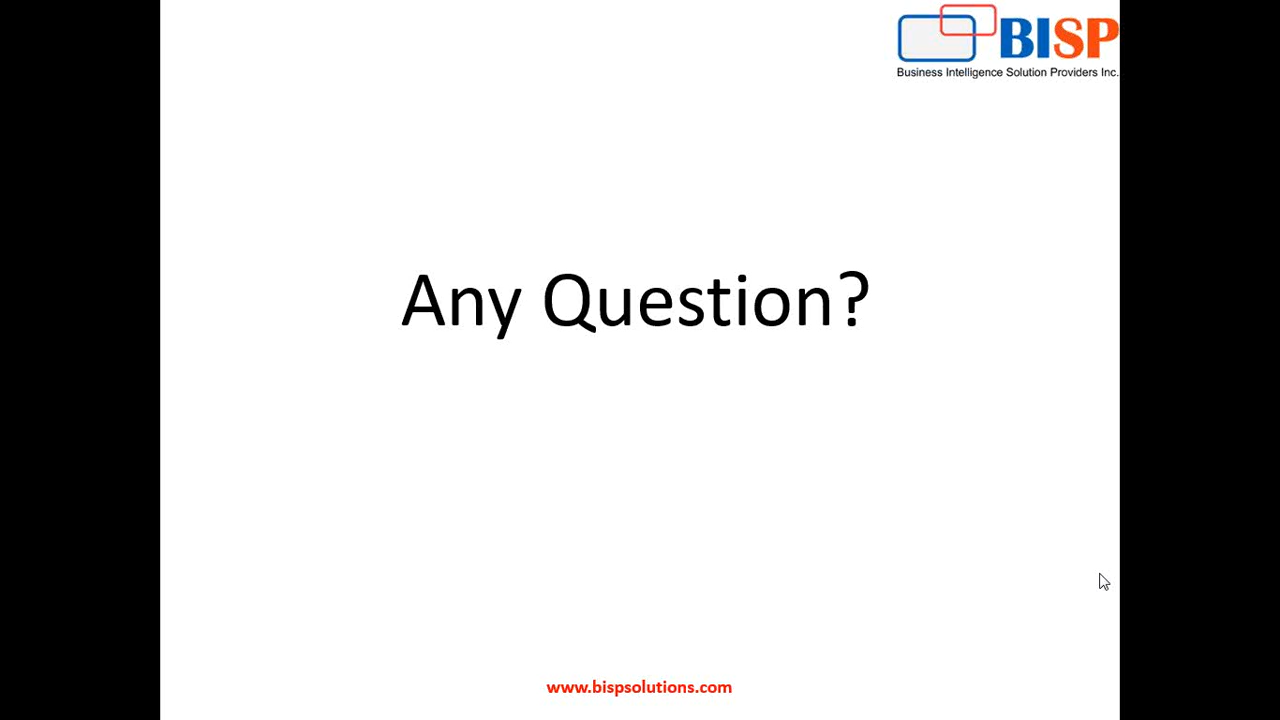 BISP
Business Intelligence Solution Providers Inc.
Any Question?
www.bispsolutions.com